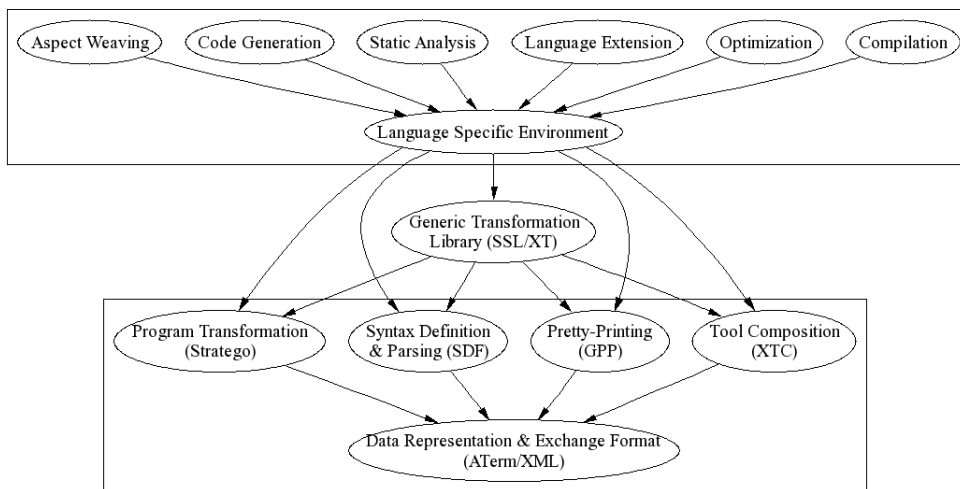 Aspect Weaving
Code Generation
Static Analysis
Language Extension
Optimization
Compilation
Language Specific Environment
Generic Transformation
Library (SSL/XT)
Program Transformation
(Stratego)
Syntax Definition
& Parsing (SDF)
Pretty-Printing
(GPP)
Tool Composition
(XTC)
Data Representation & Exchange Format
(ATerm/XML)